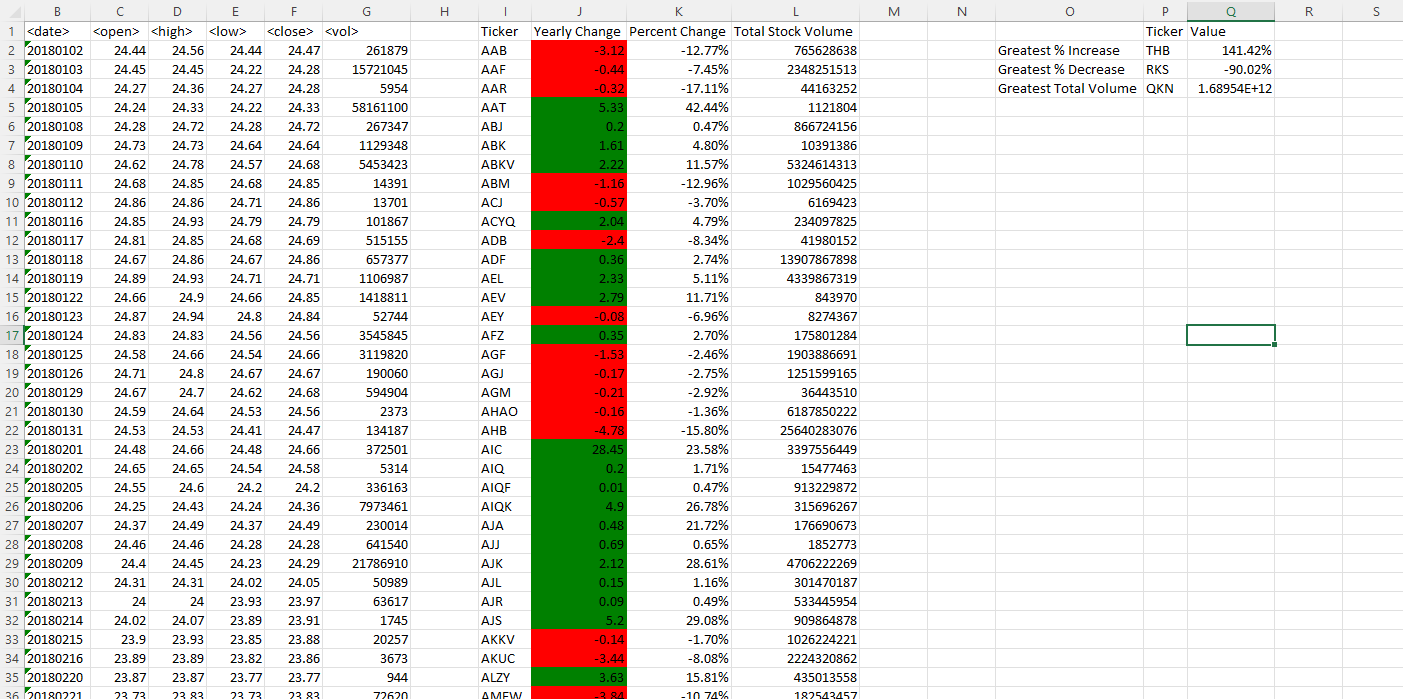 B C D E F G H I J K L M N O P Q R S
1 <date> <open> <high> <low> <close> <vol> Ticker Yearly Change Percent Change Total Stock Volume Ticker Value
2 20180102 24.44 24.56 24.44 24.47 261879 AAB -3.12 -12.77% 765628638 Greatest % Increase THB 141.42%
3 20180103 24.45 24.45 24.22 24.28 15721045 AAF -0.44 -7.45% 2348251513 Greatest % Decrease RKS -90.02%
4 20180104 24.27 24.36 24.27 24.28 5954 AAR -0.32 -17.11% 44163252 Greatest Total Volume QKN 1.68954E+12
5 20180105 24.24 24.33 24.22 24.33 58161100 AAT 5.33 42.44% 1121804
6 20180108 24.28 24.72 24.28 24.72 267347 ABJ 0.2 0.47% 866724156
7 20180109 24.73 24.73 24.64 24.64 1129348 ABK 1.61 4.80% 10391386
8 20180110 24.62 24.78 24.57 24.68 5453423 ABKV 2.22 11.57% 5324614313
9 20180111 24.68 24.85 24.68 24.85 14391 ABM -1.16 -12.96% 1029560425
10 20180112 24.86 24.86 24.71 24.86 13701 ACJ -0.57 -3.70% 6169423
11 20180116 24.85 24.93 24.79 24.79 101867 ACYQ 2.04 4.79% 234097825
12 20180117 24.81 24.85 24.68 24.69 515155 ADB -2.4 -8.34% 41980152
13 20180118 24.67 24.86 24.67 24.86 657377 ADF 0.36 2.74% 13907867898
14 20180119 24.89 24.93 24.71 24.71 1106987 AEL 2.33 5.11% 4339867319
15 20180122 24.66 24.9 24.66 24.85 1418811 AEV 2.79 11.71% 843970
16 20180123 24.87 24.94 24.8 24.84 52744 AEY -0.08 -6.96% 8274367
17 20180124 24.83 24.83 24.56 24.56 3545845 AFZ 0.35 2.70% 175801284
18 20180125 24.58 24.66 24.54 24.66 3119820 AGF -1.53 -2.46% 1903886691
19 20180126 24.71 24.8 24.67 24.67 190060 AGJ -0.17 -2.75% 1251599165
20 20180129 24.67 24.7 24.62 24.68 594904 AGM -0.21 -2.92% 36443510
21 20180130 24.59 24.64 24.53 24.56 2373 AHAO -0.16 -1.36% 6187850222
22 20180131 24.53 24.53 24.41 24.47 134187 AHB -4.78 -15.80% 25640283076
23 20180201 24.48 24.66 24.48 24.66 372501 AIC 28.45 23.58% 3397556449
24 20180202 24.65 24.65 24.54 24.58 5314 AIQ 0.2 1.71% 15477463
25 20180205 24.55 24.6 24.2 24.2 336163 AIQF 0.01 0.47% 913229872
26 20180206 24.25 24.43 24.24 24.36 7973461 AIQK 4.9 26.78% 315696267
27 20180207 24.37 24.49 24.37 24.49 230014 AJA 0.48 21.72% 176690673
28 20180208 24.46 24.46 24.28 24.28 641540 AJJ 0.69 0.65% 1852773
29 20180209 24.4 24.45 24.23 24.29 21786910 AJK 2.12 28.61% 4706222269
30 20180212 24.31 24.31 24.02 24.05 50989 AJL 0.15 1.16% 301470187
31 20180213 24 24 23.93 23.97 63617 AJR 0.09 0.49% 533445954
32 20180214 24.02 24.07 23.89 23.91 1745 AJS 5.2 29.08% 909864878
33 20180215 23.9 23.93 23.85 23.88 20257 AKKV -0.14 -1.70% 1026224221
34 20180216 23.89 23.89 23.82 23.86 3673 AKUC -3.44 -8.08% 2224320862
35 20180220 23.87 23.87 23.77 23.77 944 ALZY 3.63 15.81% 435013558
36 20180221 23.73 23.83 23.73 23.83 72620 AMEW -3.84 -10.74% 182543457